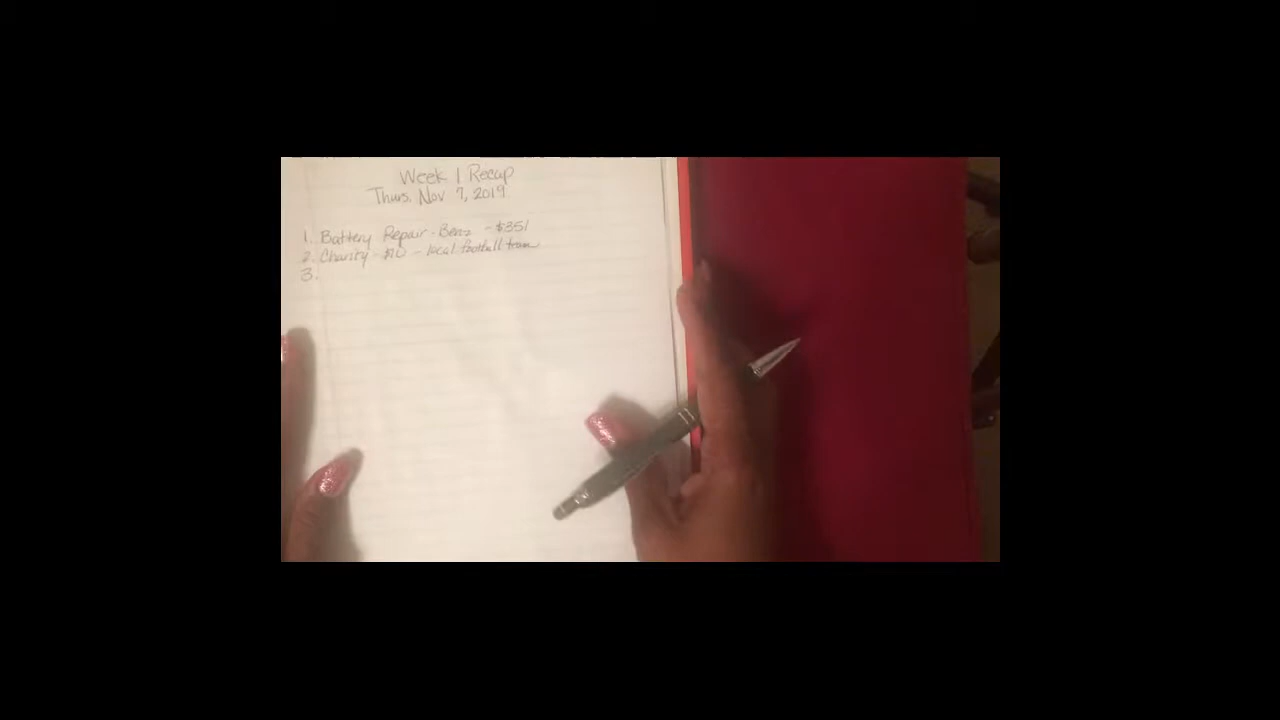 Week 1 Recap
Thurs. Nov 7, 2019
1. Battery Repair - Benz - $351
2. Charity - $10 - local football team
3.